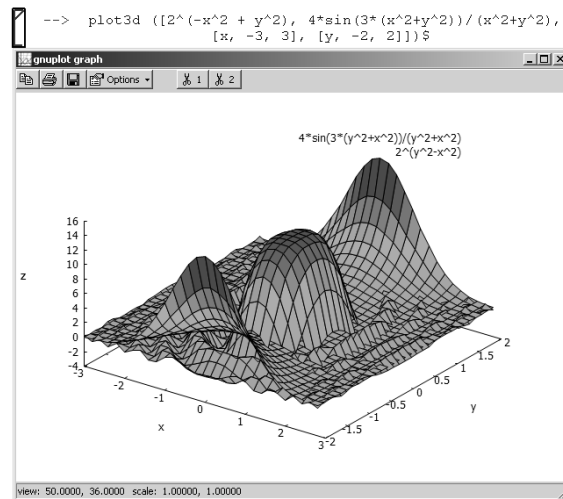 --> plot3d ([2^(-x^2 + y^2), 4*sin(3*(x^2+y^2))/(x^2+y^2),
[x, -3, 3], [y, -2, 2]])$
gnuplot graph
Options 1 2
4*sin(3*(y^2+x^2))/(y^2+x^2)
2^(y^2-x^2)
16
14
12
10
8
6
4
2
0
-2
-4
z
-3
-2
-1
0
1
2
3
x
-2
-1.5
-1
-0.5
0
0.5
1
1.5
2
y
view: 50.0000, 36.0000 scale: 1.00000, 1.00000